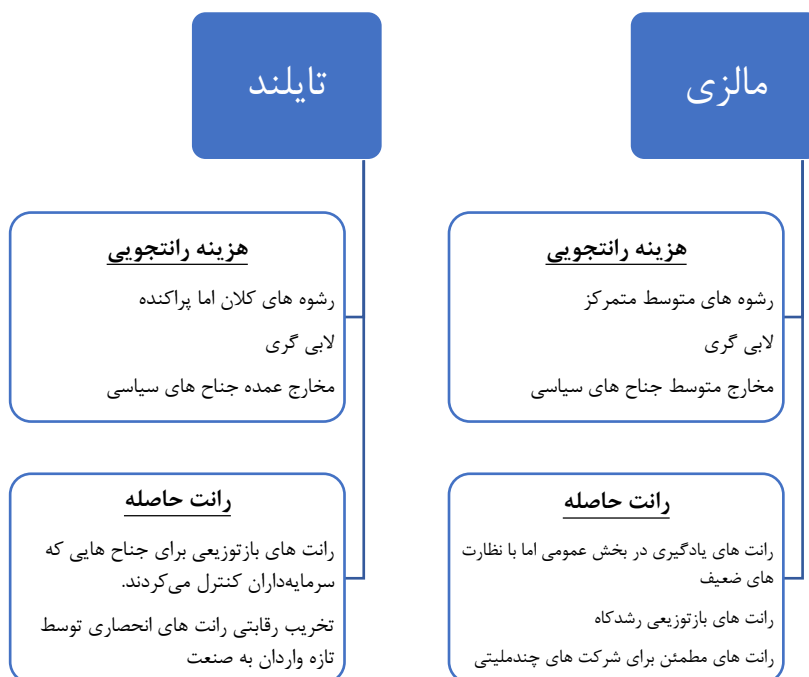 مالزی
هزینه رانتجویی
رشوه های متوسط متمرکز
لابی گری
مخارج متوسط جناح های سیاسی
رانت حاصله
رانت های یادگیری در بخش عمومی اما با نظارت
های ضعیف
رانت های بازتوزیعی رشدکاه
رانت های مطمئن برای شرکت های چندملیتی
تایلند
هزینه رانتجویی
رشوه های کلان اما پراکنده
لابی گری
مخارج عمده جناح های سیاسی
رانت حاصله
رانت های بازتوزیعی برای جناح هایی که
سرمایه‌داران کنترل می‌کردند.
تخریب رقابتی رانت های انحصاری توسط
تازه واردان به صنعت